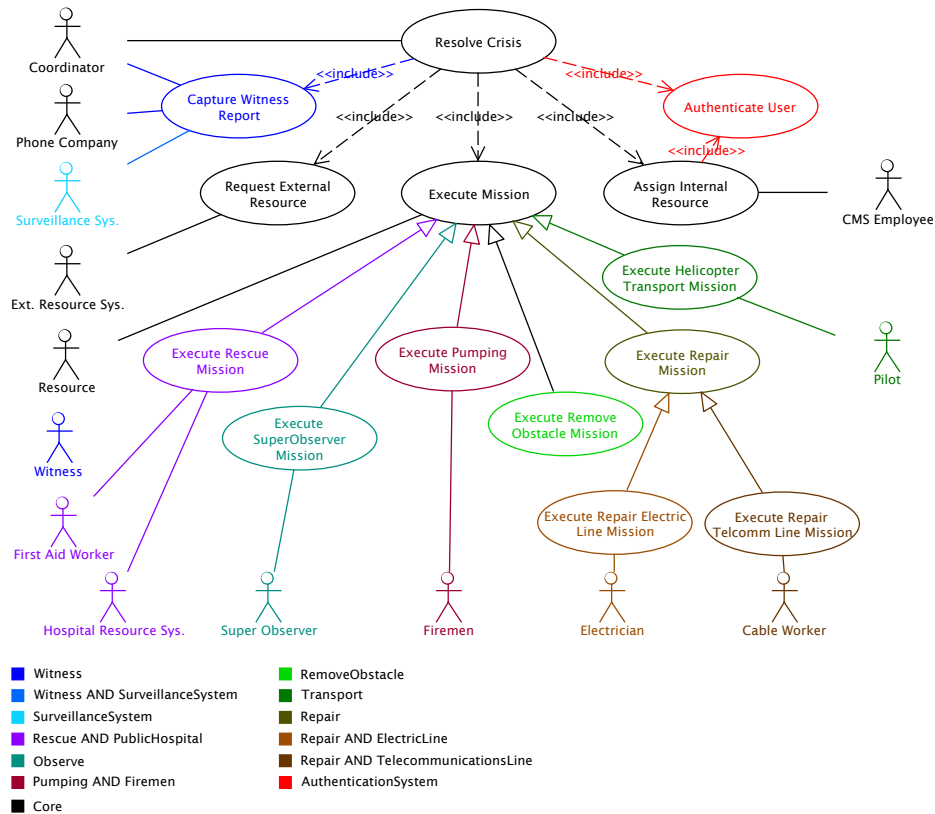 Resolve Crisis
Coordinator
<<include>>
<<include>>
Capture Witness
Report
Authenticate User
<<include>>
<<include>>
<<include>>
Phone Company
<<include>>
Request External
Resource
Execute Mission
Assign Internal
Resource
Surveillance Sys.
CMS Employee
Execute Helicopter
Transport Mission
Ext. Resource Sys.
Execute Rescue
Mission
Execute Pumping
Mission
Execute Repair
Mission
Resource
Pilot
Execute
SuperObserver
Mission
Execute Remove
Obstacle Mission
Witness
Execute Repair Electric
Line Mission
Execute Repair
Telcomm Line Mission
First Aid Worker
Hospital Resource Sys.
Super Observer
Firemen
Electrician
Cable Worker
Witness
Witness AND SurveillanceSystem
SurveillanceSystem
Rescue AND PublicHospital
Observe
Pumping AND Firemen
Core
RemoveObstacle
Transport
Repair
Repair AND ElectricLine
Repair AND TelecommunicationsLine
AuthenticationSystem